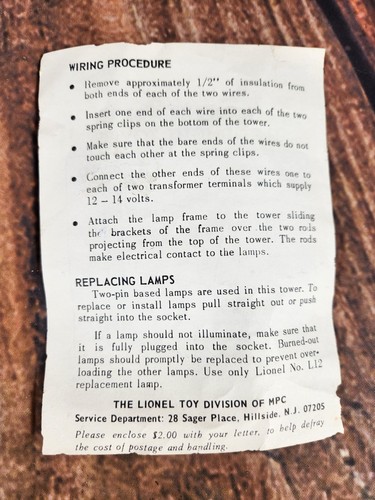 WIRING PROCEDURE
• Remove approximately 1/2" of insulation from
both ends of each of the two wires.
• Insert one end of each wire into each of the two
spring clips on the bottom of the tower.
• Make sure that the bare ends of the wires do not
touch each other at the spring clips.
• Connect the other ends of these wires one to
each of two transformer terminals which supply
12 – 14 volts.
• Attach the lamp frame to the tower sliding
the brackets of the frame over the two rods
projecting from the top of the tower. The rods
make electrical contact to the lamps.
REPLACING LAMPS
Two-pin based lamps are used in this tower. To
replace or install lamps pull straight out or push
straight into the socket.
If a lamp should not illuminate, make sure that
it is fully plugged into the socket. Burned-out
lamps should promptly be replaced to prevent over-
loading the other lamps. Use only Lionel No. L12
replacement lamp.
THE LIONEL TOY DIVISION OF MPC
Service Department: 28 Sager Place, Hillside, N.J. 07205
Please enclose $2.00 with your letter, to help defray
the cost of postage and handling.